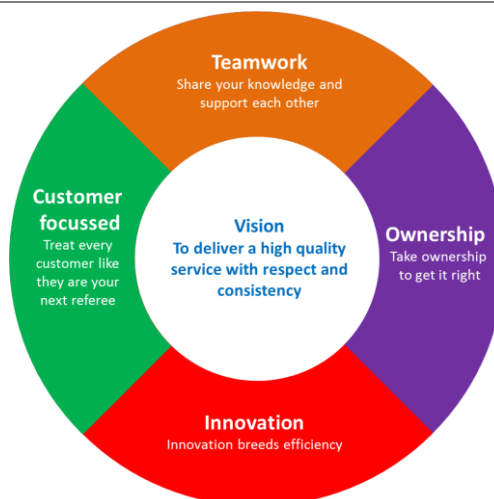 Teamwork
Share your knowledge and
support each other
Customer
focussed
Treat every
customer like
they are your
next referee
Vision
To deliver a high quality
service with respect and
consistency
Ownership
Take ownership
to get it right
Innovation
Innovation breeds efficiency